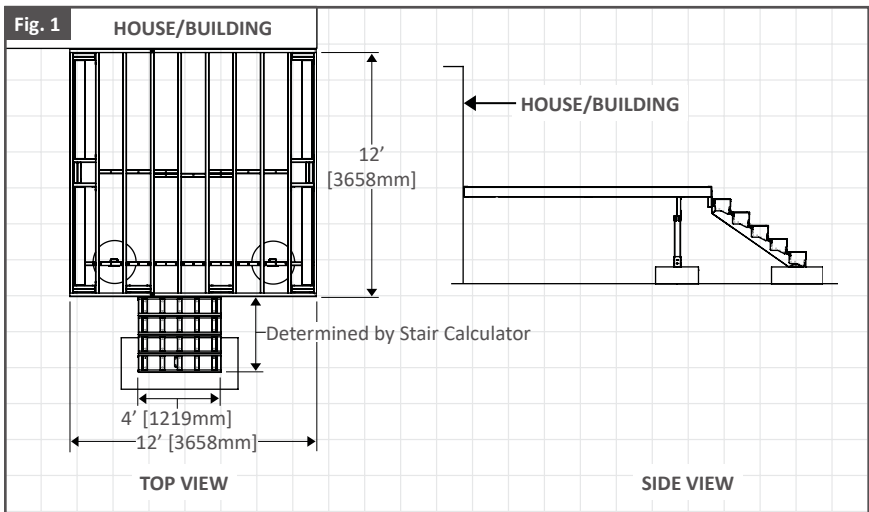 Fig. 1
HOUSE/BUILDING
HOUSE/BUILDING
12’
[3658mm]
Determined by Stair Calculator
4’ [1219mm]
12’ [3658mm]
TOP VIEW
SIDE VIEW